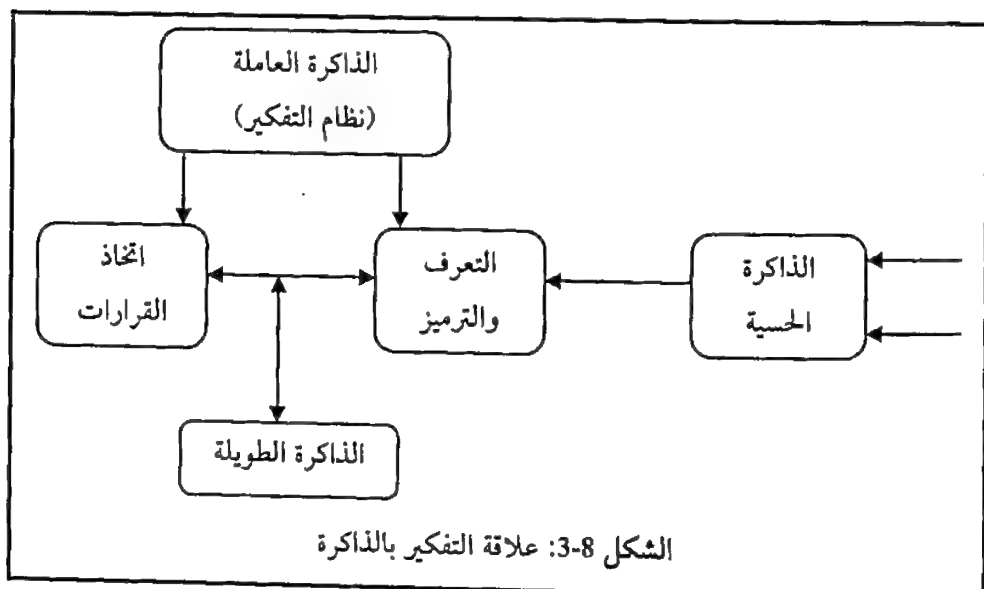 الذاكرة العاملة
(نظام التفكير)
الذاكرة
الحسية
التعرف
والترميز
اتخاذ
القرارات
الذاكرة الطويلة
الشكل 8-3: علاقة التفكير بالذاكرة